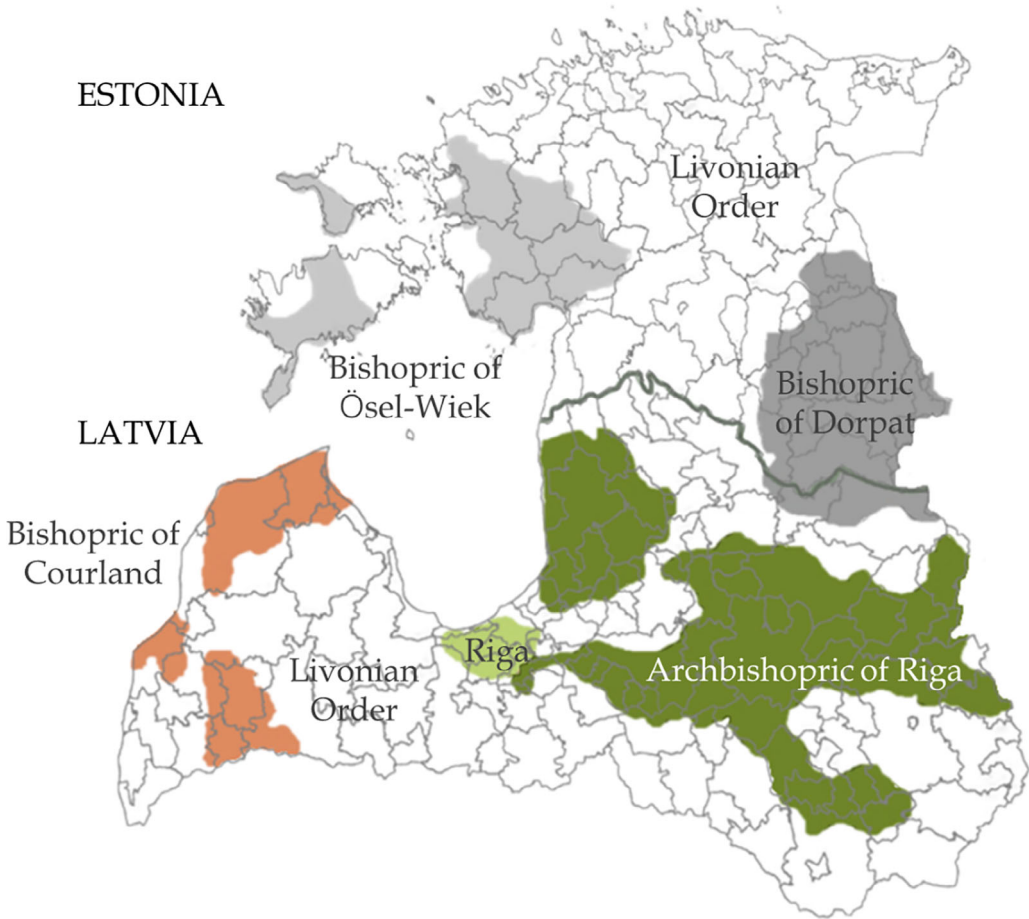 ESTONIA
Livonian
Order
Bishopric of
Ösel-Wiek
Bishopric
of Dorpat
LATVIA
Bishopric of
Courland
Riga
Livonian
Order
Archbishopric of Riga